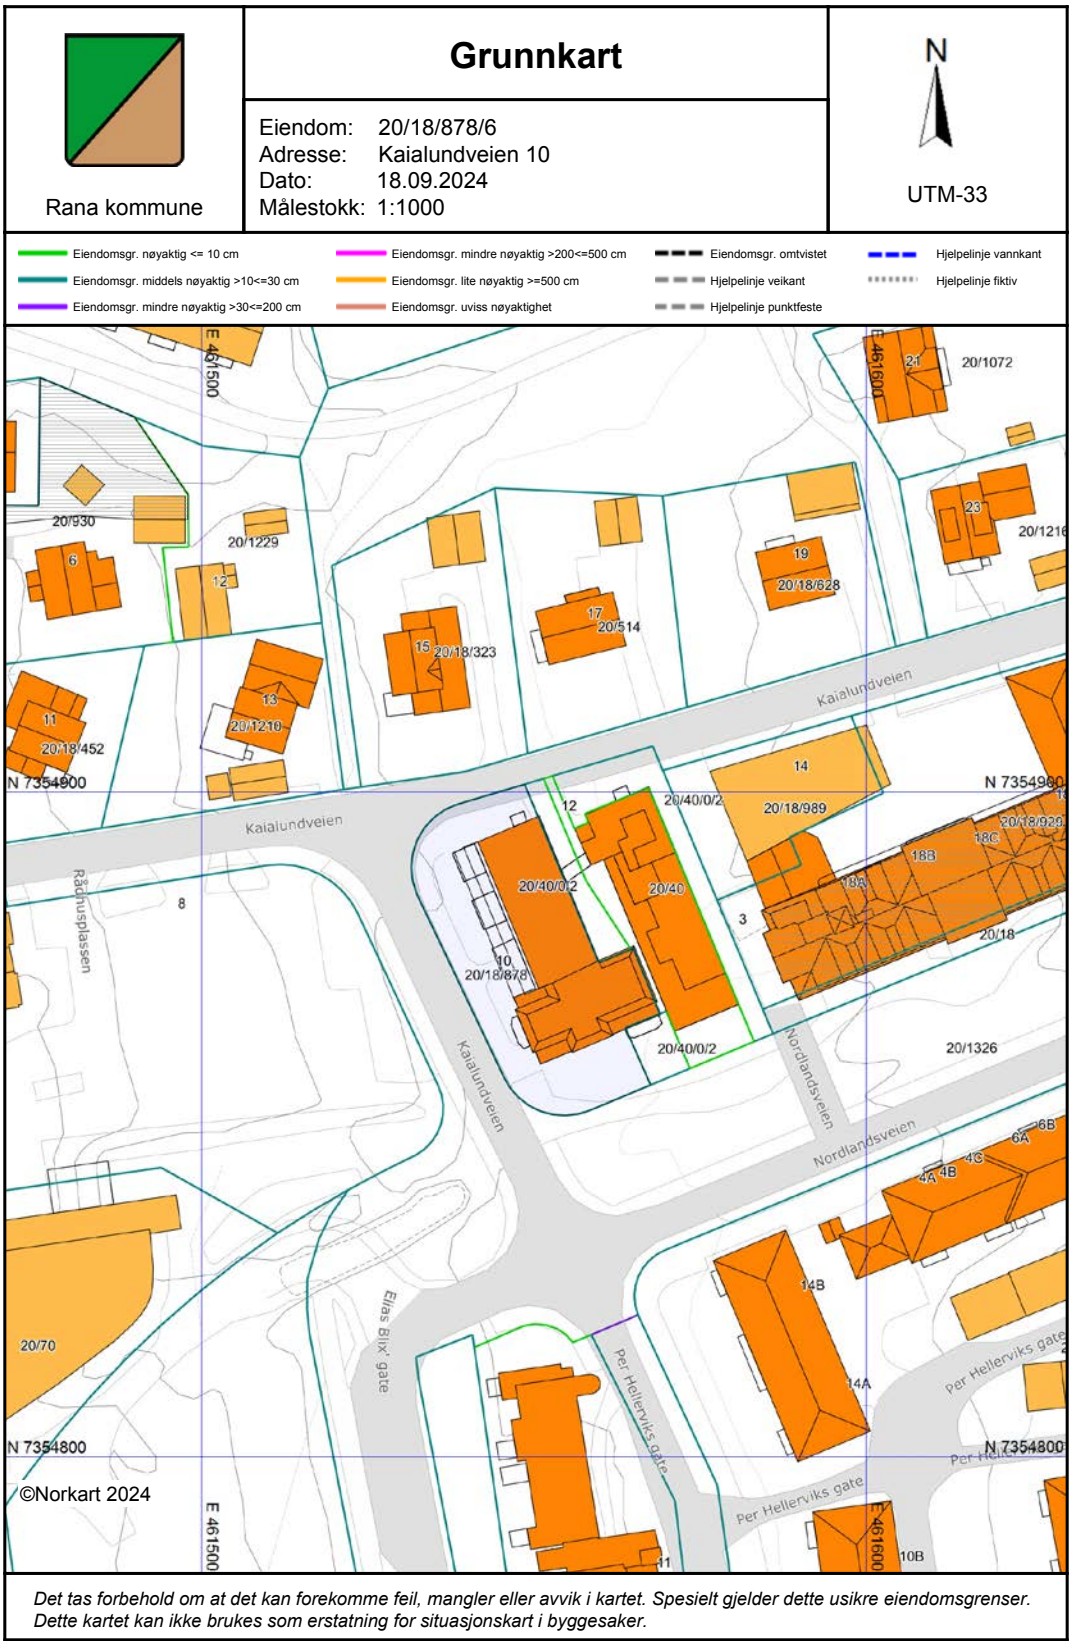 Grunnkart
Rana kommune
Eiendom: 20/18/878/6
Adresse: Kaialundveien 10
Dato: 18.09.2024
Målestokk: 1:1000
N
UTM-33
Eiendomsgr. nøyaktig <= 10 cm
Eiendomsgr. mindre nøyaktig >200<=500 cm
Eiendomsgr. omtvistet
Hjelpelinje vannkant
Eiendomsgr. middels nøyaktig >10<=30 cm
Eiendomsgr. lite nøyaktig >=500 cm
Hjelpelinje veikant
Hjelpelinje fiktiv
Eiendomsgr. mindre nøyaktig >30<=200 cm
Eiendomsgr. uviss nøyaktighet
Hjelpelinje punktfeste
E 461500
E 461600
21
20/1072
20/930
6
20/1229
12
23
20/1216
19
20/18/628
17
20/514
15
20/18/323
13
20/1210
11
20/18/452
Kaialundveien
N 7354900
N 7354900
14
20/18/989
20/40/0/2
12
Kaialundveien
18C
20/18/929
18B
18A
20/40/0/2
20/40
Rådhusplassen
8
3
20/18
10
20/18/878
Kaialundveien
20/40/0/2
Nordlandsveien
20/1326
Nordlandsveien
6B
6A
4C
4B
4A
14B
20/70
Elias Blix' gate
Per Hellerviks gate
Per Hellerviks gate
14A
N 7354800
N 7354800
Per Hellerviks gate
©Norkart 2024
E 461500
E 461600
11
10B
Det tas forbehold om at det kan forekomme feil, mangler eller avvik i kartet. Spesielt gjelder dette usikre eiendomsgrenser.
Dette kartet kan ikke brukes som erstatning for situasjonskart i byggesaker.